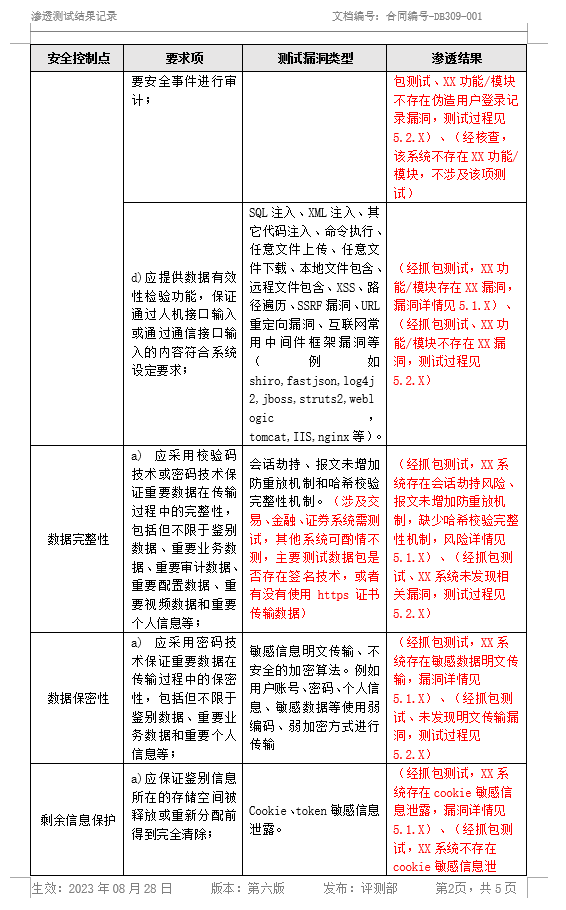 渗透测试结果记录 文档编号：合同编号-DB309-001
安全控制点 要求项 测试漏洞类型 渗透结果
要安全事件进行审
计；
包测试、XX 功能/模块
不存在伪造用户登录记
录漏洞，测试过程见
5.2.X）、（经核查，
该系统不存在 XX 功能/
模块，不涉及该项测
试）
d)应提供数据有效
性检验功能，保证
通过人机接口输入
或通过通信接口输
入的内容符合系统
设定要求；
SQL 注入、XML 注入、其
它代码注入、命令执行、
任意文件上传、任意文
件下载、本地文件包含、
远程文件包含、XSS、路
径遍历、SSRF 漏洞、URL
重定向漏洞、互联网常
用中间件框架漏洞等
（例如
shiro,fastjson,log4j
2,jboss,struts2,webl
ogic，
tomcat,IIS,nginx 等）。
（经抓包测试，XX 功
能/模块存在 XX 漏洞，
漏洞详情见 5.1.X）、
（经抓包测试、XX 功
能/模块不存在 XX 漏
洞，测试过程见
5.2.X）
数据完整性
a) 应采用校验码
技术或密码技术保
证重要数据在传输
过程中的完整性，
包括但不限于鉴别
数据、重要业务数
据、重要审计数据、
重要配置数据、重
要视频数据和重要
个人信息等；
会话劫持、报文未增加
防重放机制和哈希校验
完整性机制。（涉及交
易、金融、证券系统需测
试，其他系统可酌情不
测，主要测试数据包是
否存在签名技术，或者
有没有使用 https 证书
传输数据）
（经抓包测试，XX 系
统存在会话劫持风险、
报文未增加防重放机
制，缺少哈希校验完整
性机制，风险详情见
5.1.X）、（经抓包测
试、XX 系统未发现相
关漏洞，测试过程见
5.2.X）
数据保密性
a) 应采用密码技
术保证重要数据在
传输过程中的保密
性，包括但不限于
鉴别数据、重要业
务数据和重要个人
信息等；
敏感信息明文传输、不
安全的加密算法。例如
用户账号、密码、个人信
息、敏感数据等使用弱
编码、弱加密方式进行
传输
（经抓包测试，XX 系
统存在敏感数据明文传
输，漏洞详情见
5.1.X）、（经抓包测
试、未发现明文传输漏
洞，测试过程见
5.2.X）
剩余信息保护
a)应保证鉴别信息
所在的存储空间被
释放或重新分配前
得到完全清除；
Cookie、token 敏感信息
泄露。
（经抓包测试，XX 系
统存在 cookie 敏感信
息泄露，漏洞详情见
5.1.X）、（经抓包测
试，XX 系统不存在
cookie 敏感信息泄
生效：2023 年 08 月 28 日 版本：第六版 发布：评测部 第2页，共 5 页